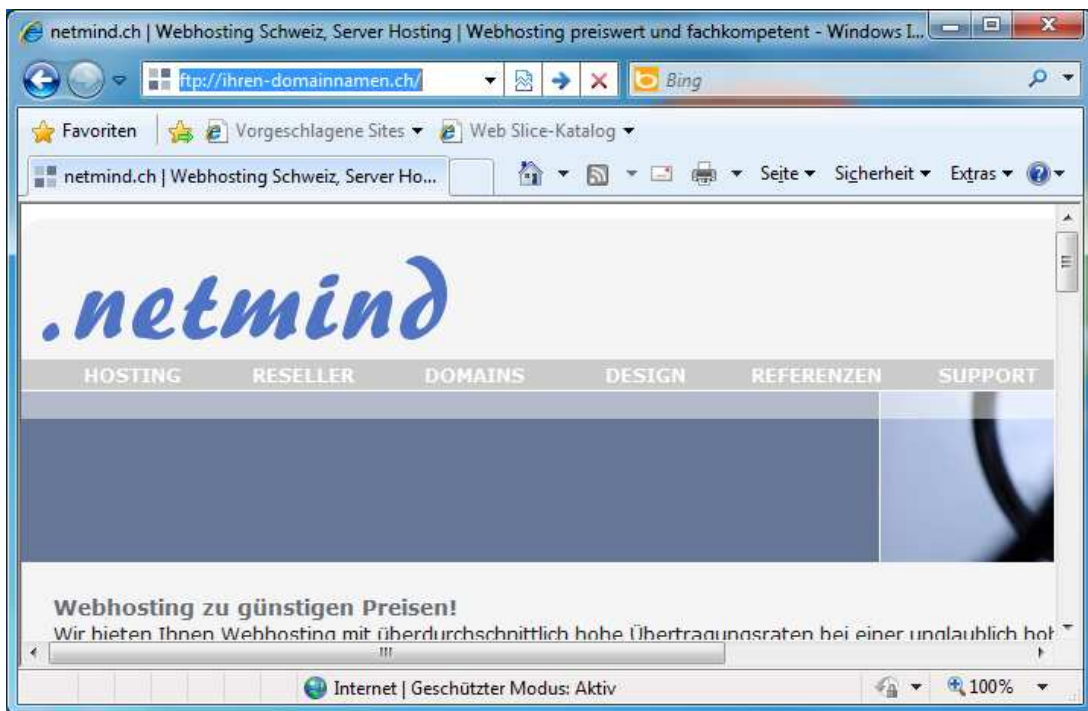 netmind.ch | Webhosting Schweiz, Server Hosting | Webhosting preiswert und fachkompetent - Windows I...
ftp://ihren-domainnamen.ch/
Bing
Favoriten Vorgeschlagene Sites Web Slice-Katalog
netmind.ch | Webhosting Schweiz, Server Ho... Seite Sicherheit Extras
.netmind
HOSTING RESELLER DOMAINS DESIGN REFERENZEN SUPPORT
Webhosting zu günstigen Preisen!
Wir bieten Ihnen Webhosting mit überdurchschnittlich hohe Übertragungsraten bei einer unglaublich
Internet | Geschützter Modus: Aktiv 100%